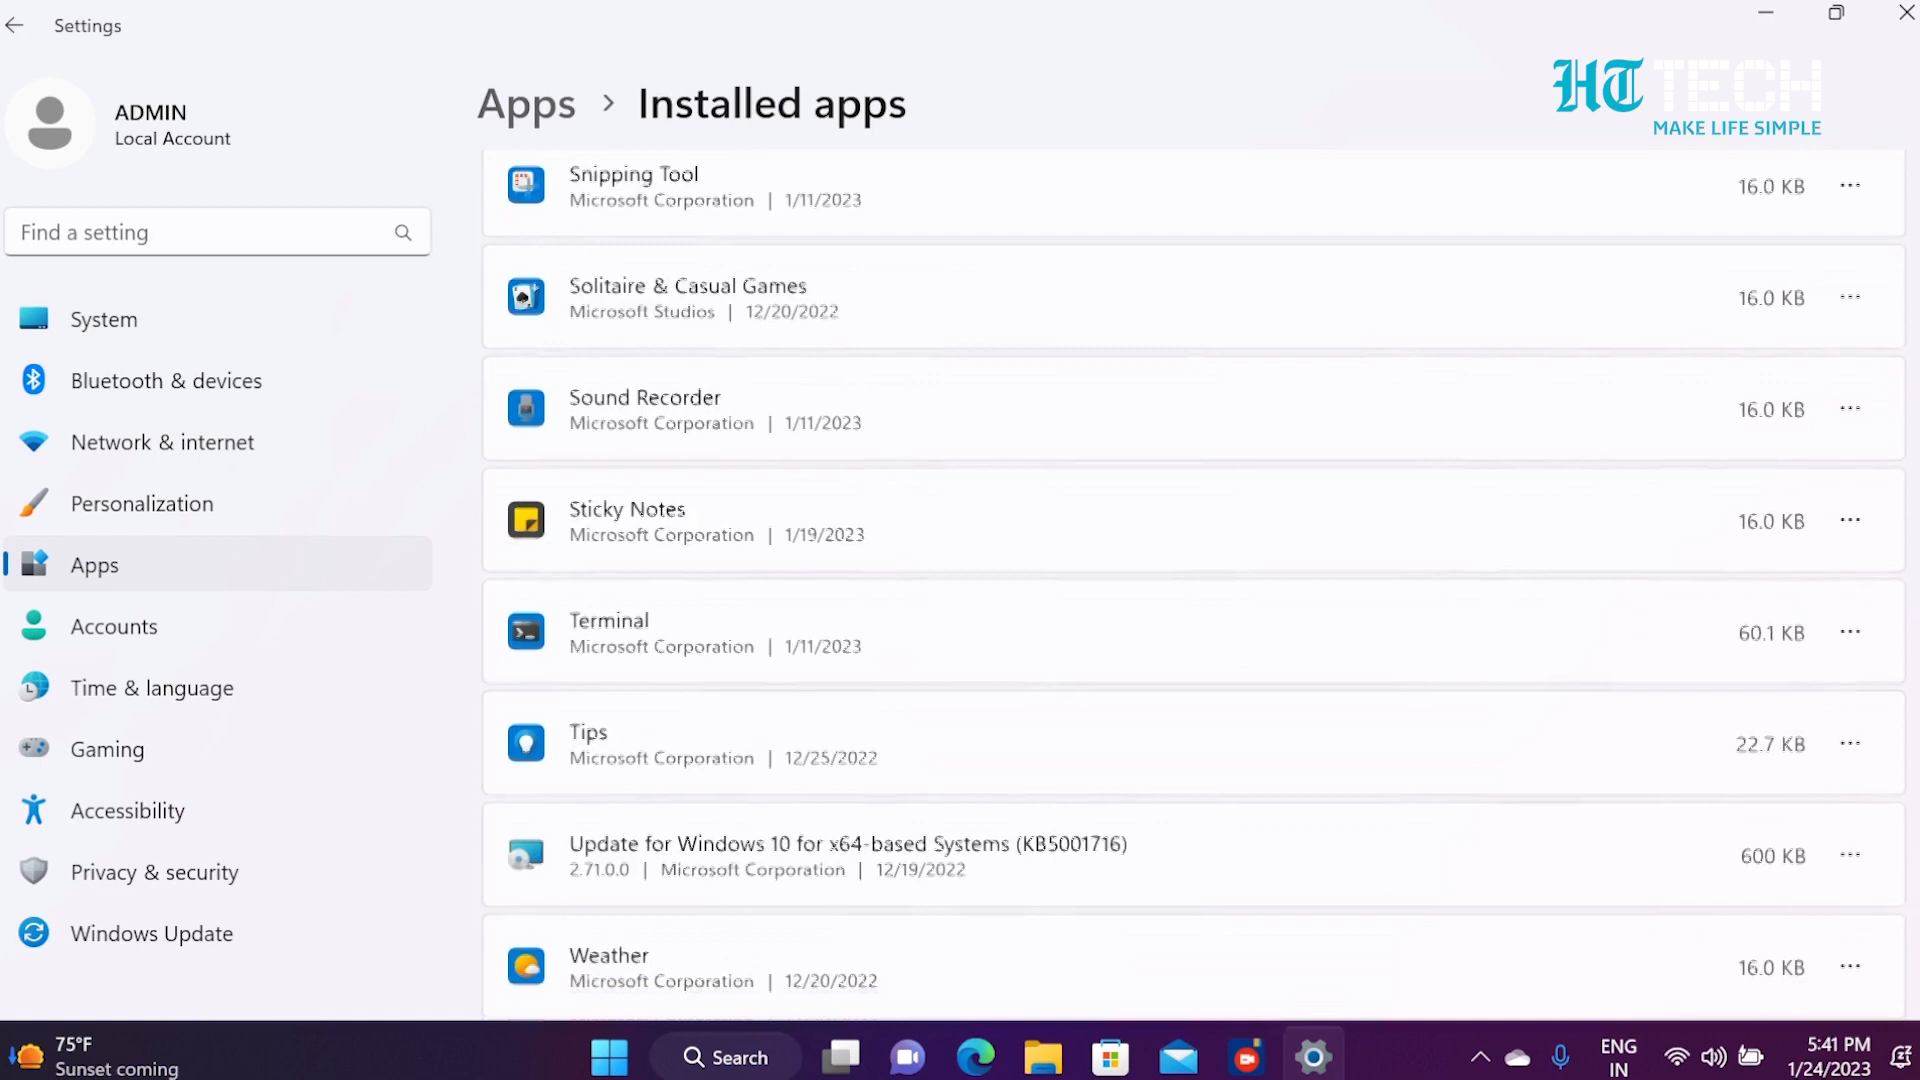 Settings
ADMIN
Local Account
Find a setting
System
Bluetooth & devices
Network & internet
Personalization
Apps
Accounts
Time & language
Gaming
Accessibility
Privacy & security
Windows Update
Apps > Installed apps
HT TECH
MAKE LIFE SIMPLE
Snipping Tool
Microsoft Corporation | 1/11/2023
16.0 KB
Solitaire & Casual Games
Microsoft Studios | 12/20/2022
16.0 KB
Sound Recorder
Microsoft Corporation | 1/11/2023
16.0 KB
Sticky Notes
Microsoft Corporation | 1/19/2023
16.0 KB
Terminal
Microsoft Corporation | 1/11/2023
60.1 KB
Tips
Microsoft Corporation | 12/25/2022
22.7 KB
Update for Windows 10 for x64-based Systems (KB5001716)
2.71.0.0 | Microsoft Corporation | 12/19/2022
600 KB
Weather
Microsoft Corporation | 12/20/2022
16.0 KB
75°F
Sunset coming
Search
ENG
IN
5:41 PM
1/24/2023